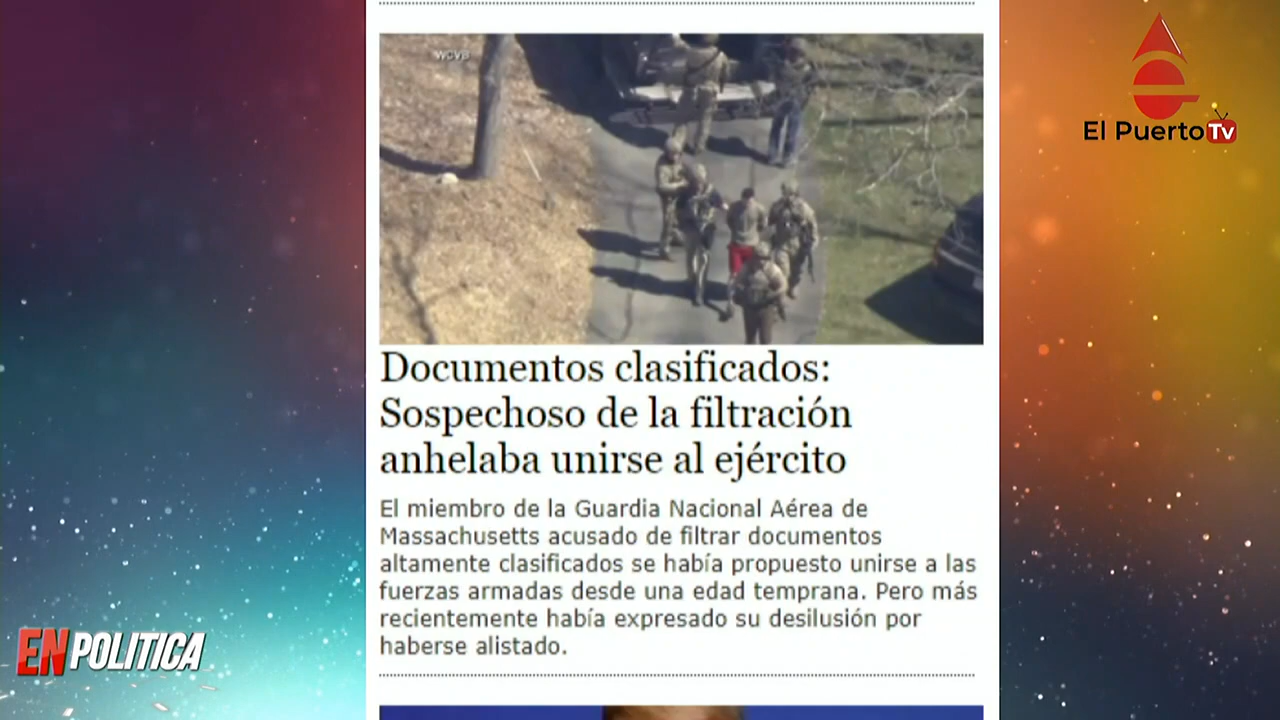 WCVB
El Puerto Tv
Documentos clasificados:
Sospechoso de la filtración
anhelaba unirse al ejército
El miembro de la Guardia Nacional Aérea de
Massachusetts acusado de filtrar documentos
altamente clasificados se había propuesto unirse a las
fuerzas armadas desde una edad temprana. Pero más
recientemente había expresado su desilusión por
haberse alistado.
EN POLITICA